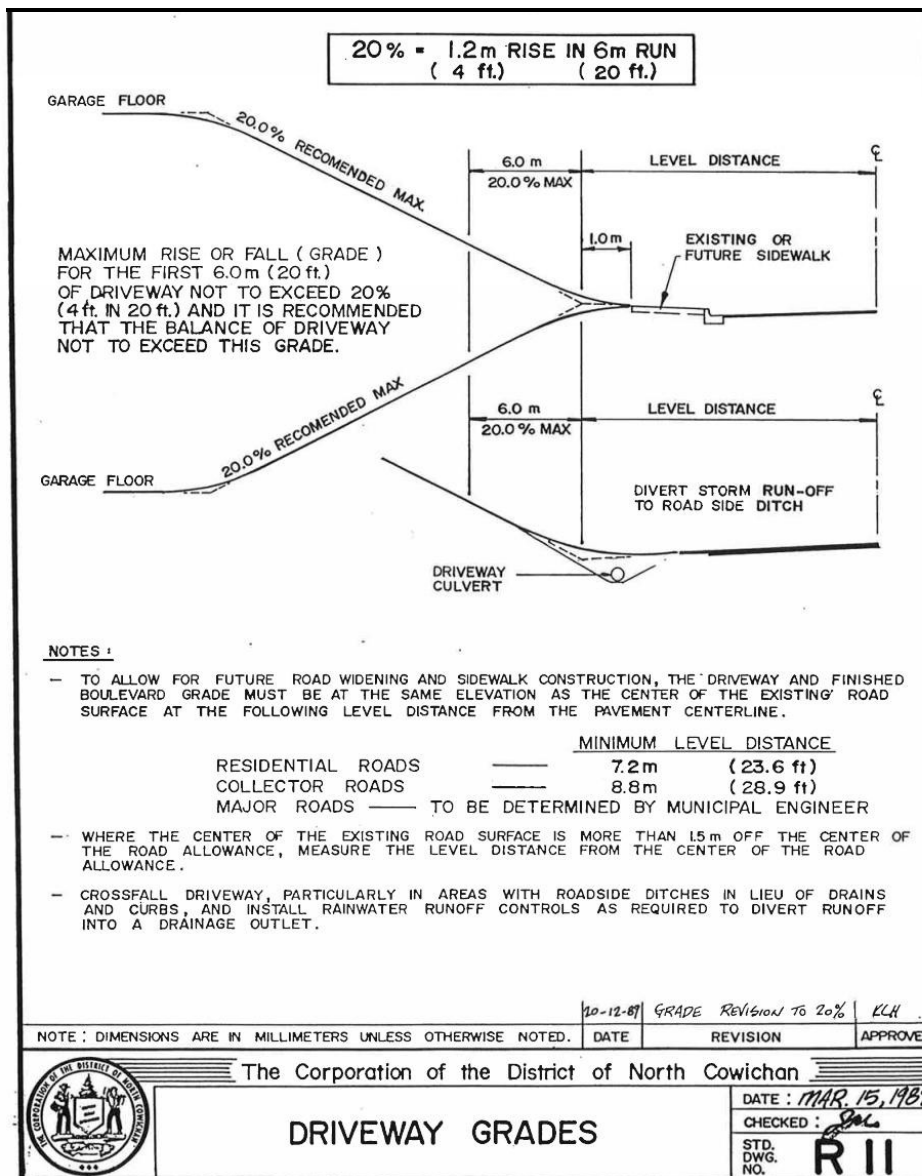 20% = 1.2m RISE IN 6m RUN
( 4 ft.) ( 20 ft.)
GARAGE FLOOR
20.0% RECOMENDED MAX.
6.0 m
20.0% MAX
LEVEL DISTANCE
℄
1.0m
EXISTING OR
FUTURE SIDEWALK
MAXIMUM RISE OR FALL ( GRADE )
FOR THE FIRST 6.0m (20 ft.)
OF DRIVEWAY NOT TO EXCEED 20%
(4 ft. IN 20 ft.) AND IT IS RECOMMENDED
THAT THE BALANCE OF DRIVEWAY
NOT TO EXCEED THIS GRADE.
20.0% RECOMENDED MAX
6.0 m
20.0% MAX
LEVEL DISTANCE
℄
GARAGE FLOOR
DIVERT STORM RUN-OFF
TO ROAD SIDE DITCH
DRIVEWAY
CULVERT
NOTES :
— TO ALLOW FOR FUTURE ROAD WIDENING AND SIDEWALK CONSTRUCTION, THE DRIVEWAY AND FINISHED
BOULEVARD GRADE MUST BE AT THE SAME ELEVATION AS THE CENTER OF THE EXISTING ROAD
SURFACE AT THE FOLLOWING LEVEL DISTANCE FROM THE PAVEMENT CENTERLINE.
MINIMUM LEVEL DISTANCE
RESIDENTIAL ROADS — 7.2m (23.6 ft)
COLLECTOR ROADS — 8.8m (28.9 ft)
MAJOR ROADS — TO BE DETERMINED BY MUNICIPAL ENGINEER
— WHERE THE CENTER OF THE EXISTING ROAD SURFACE IS MORE THAN 1.5m OFF THE CENTER OF
THE ROAD ALLOWANCE, MEASURE THE LEVEL DISTANCE FROM THE CENTER OF THE ROAD
ALLOWANCE.
— CROSSFALL DRIVEWAY, PARTICULARLY IN AREAS WITH ROADSIDE DITCHES IN LIEU OF DRAINS
AND CURBS, AND INSTALL RAINWATER RUNOFF CONTROLS AS REQUIRED TO DIVERT RUNOFF
INTO A DRAINAGE OUTLET.
20-12-89 GRADE REVISION TO 20% KLH
NOTE : DIMENSIONS ARE IN MILLIMETERS UNLESS OTHERWISE NOTED. DATE REVISION APPROVE
THE CORPORATION OF THE DISTRICT OF NORTH COWICHAN
The Corporation of the District of North Cowichan
DRIVEWAY GRADES
DATE : MAR. 15, 198
CHECKED :
STD.
DWG.
NO.
R 11